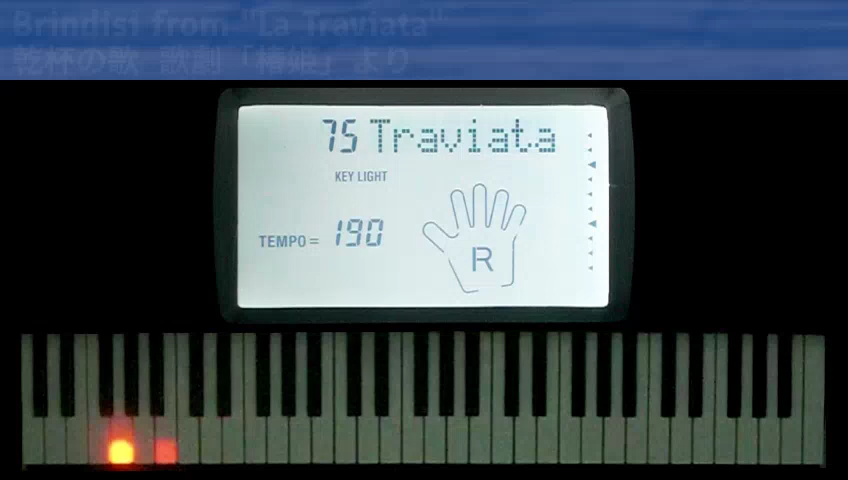 Brindisi from "La Traviata"
乾杯の歌 歌劇「椿姫」より
75 Traviata
KEY LIGHT
TEMPO = 190
R